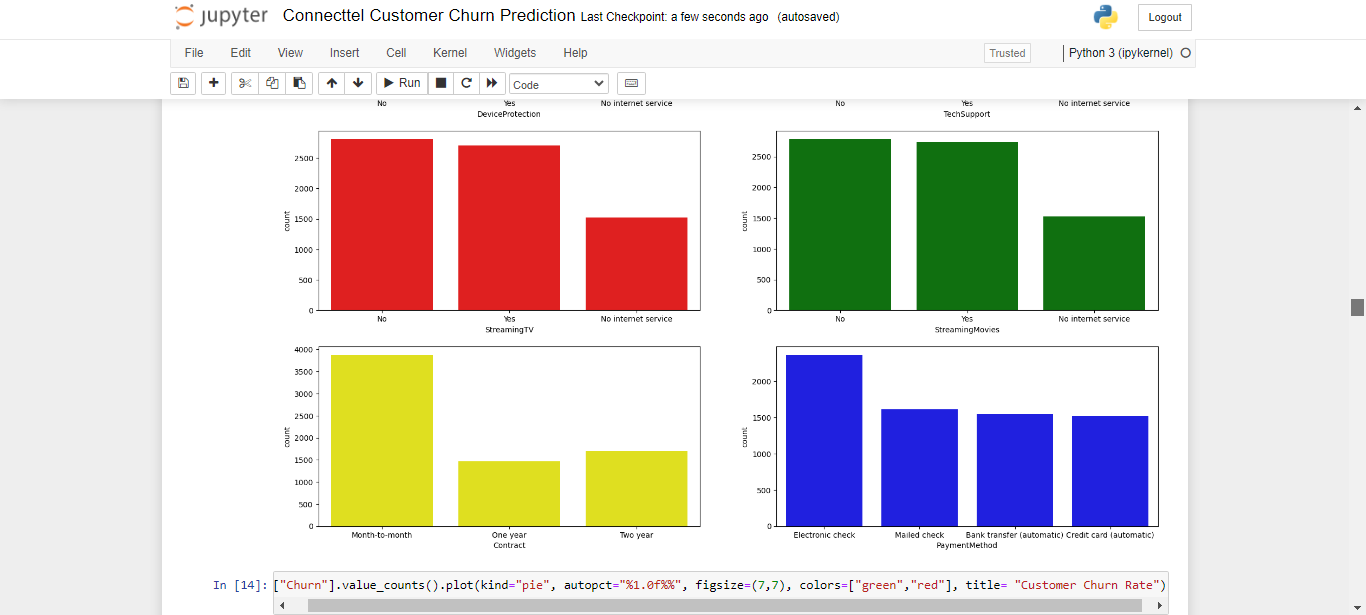 jupyter Connecttel Customer Churn Prediction Last Checkpoint: a few seconds ago (autosaved) Logout
File Edit View Insert Cell Kernel Widgets Help Trusted Python 3 (ipykernel)
Run Code
No Yes No internet service No Yes No internet service
DeviceProtection TechSupport
2500
2000
1500
1000
500
0
count
No Yes No internet service
StreamingTV
2500
2000
1500
1000
500
0
count
No Yes No internet service
StreamingMovies
4000
3500
3000
2500
2000
1500
1000
500
0
count
Month-to-month One year Two year
Contract
2000
1500
1000
500
0
count
Electronic check Mailed check Bank transfer (automatic) Credit card (automatic)
PaymentMethod
In [14]: ["Churn"].value_counts().plot(kind="pie", autopct="%1.0f%%", figsize=(7,7), colors=["green","red"], title= "Customer Churn Rate")